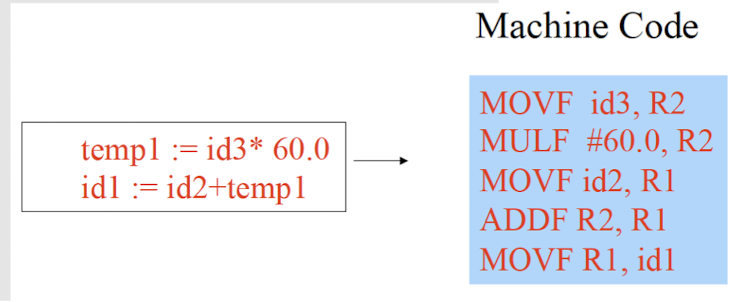 Machine Code
temp1 := id3* 60.0
id1 := id2+temp1
MOVF id3, R2
MULF #60.0, R2
MOVF id2, R1
ADDF R2, R1
MOVF R1, id1